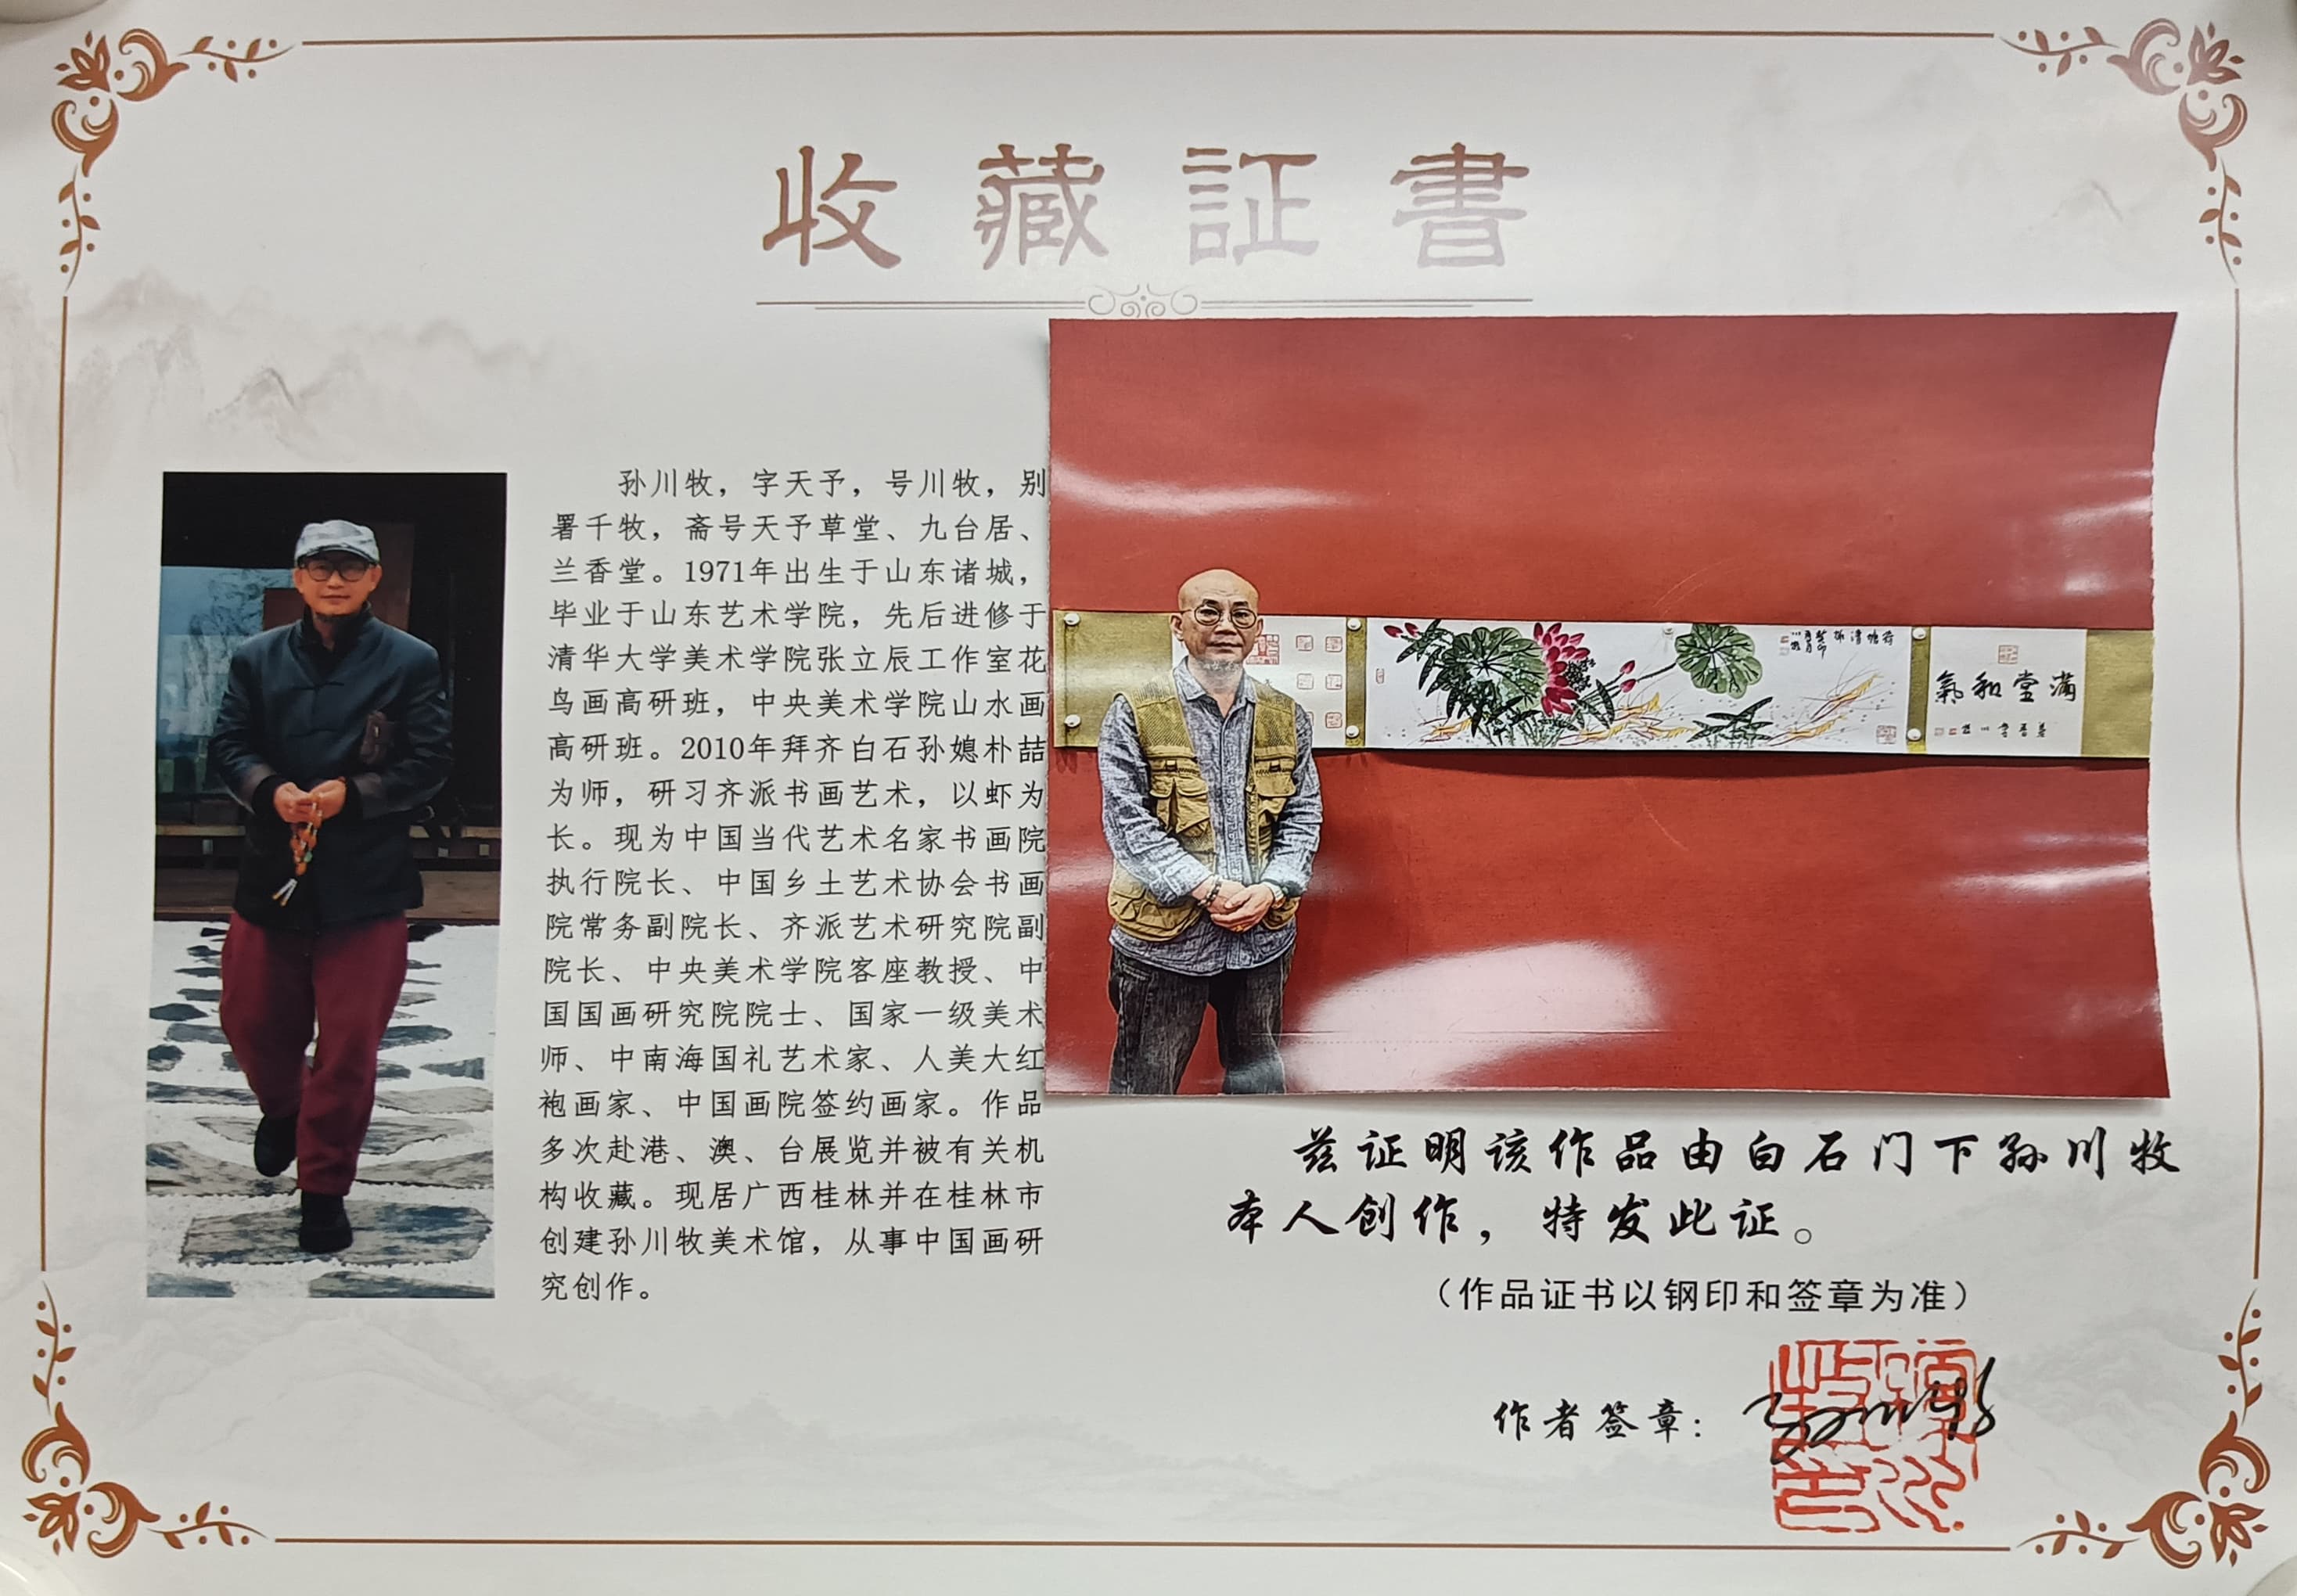 收藏証書
孙川牧，字天予，号川牧，别
署千牧，斋号天予草堂、九台居、
兰香堂。1971年出生于山东诸城，
毕业于山东艺术学院，先后进修于
清华大学美术学院张立辰工作室花
鸟画高研班，中央美术学院山水画
高研班。2010年拜齐白石孙媳朴喆
为师，研习齐派书画艺术，以虾为
长。现为中国当代艺术名家书画院
执行院长、中国乡土艺术协会书画
院常务副院长、齐派艺术研究院副
院长、中央美术学院客座教授、中
国国画研究院院士、国家一级美术
师、中南海国礼艺术家、人美大红
袍画家、中国画院签约画家。作品
多次赴港、澳、台展览并被有关机
构收藏。现居广西桂林并在桂林市
创建孙川牧美术馆，从事中国画研
究创作。
满堂和氣
兹证明该作品由白石门下孙川牧
本人创作，特发此证。
（作品证书以钢印和签章为准）
作者签章：